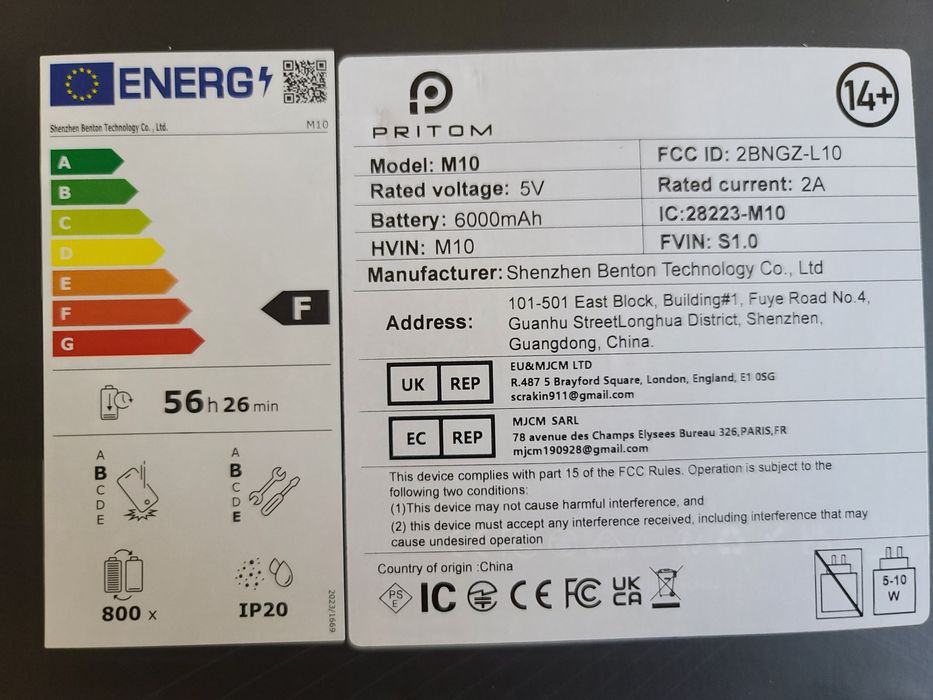 ENERG
Shenzhen Benton Technology Co., Ltd. M10
A
B
C
D
E
F
G
F
56 h 26 min
A
B
C
D
E
A
B
C
D
E
800 x
IP20
2023/1669
PRITOM
14+
Model: M10
FCC ID: 2BNGZ-L10
Rated voltage: 5V
Rated current: 2A
Battery: 6000mAh
IC:28223-M10
HVIN: M10
FVIN: S1.0
Manufacturer: Shenzhen Benton Technology Co., Ltd
Address:
101-501 East Block, Building#1, Fuye Road No.4,
Guanhu StreetLonghua District, Shenzhen,
Guangdong, China.
UK REP
EU&MJCM LTD
R.487 5 Brayford Square, London, England, E1 0SG
scrakin911@gmail.com
EC REP
MJCM SARL
78 avenue des Champs Elysees Bureau 326,PARIS,FR
mjcm190928@gmail.com
This device complies with part 15 of the FCC Rules. Operation is subject to the
following two conditions:
(1)This device may not cause harmful interference, and
(2) this device must accept any interference received, including interference that may
cause undesired operation
Country of origin :China
PS
E
IC
CE
FC
UK
CA
5-10
W